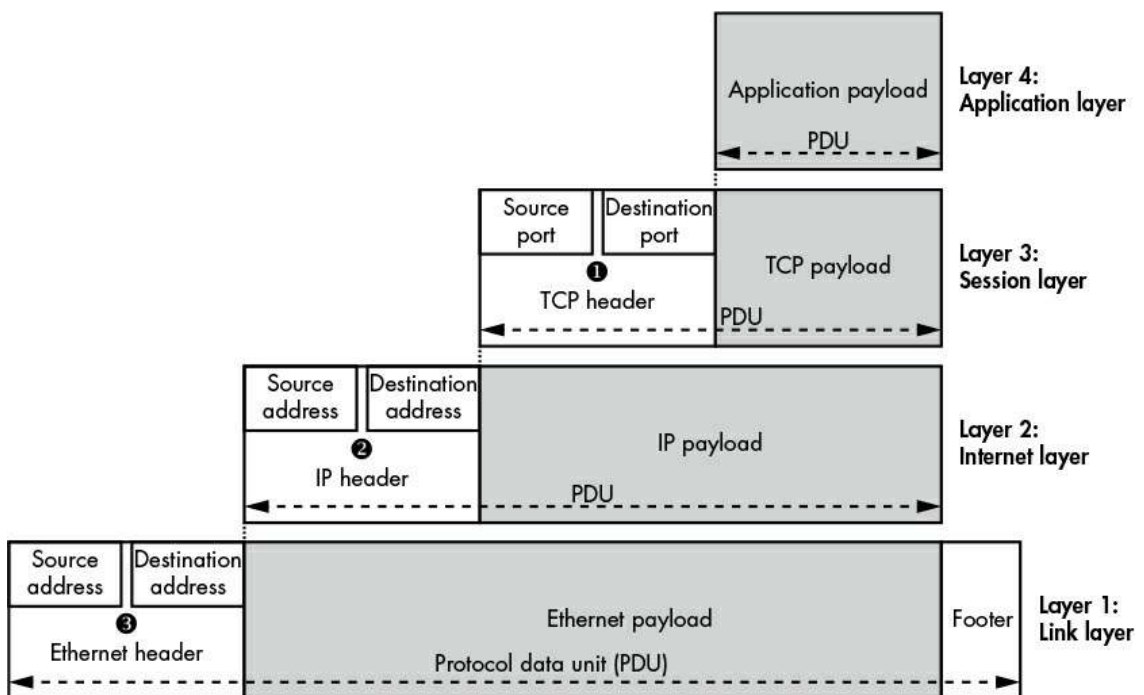 Application payload
PDU
Layer 4:
Application layer
Source
port
Destination
port
❶
TCP header
TCP payload
PDU
Layer 3:
Session layer
Source
address
Destination
address
❷
IP header
IP payload
PDU
Layer 2:
Internet layer
Source
address
Destination
address
❸
Ethernet header
Ethernet payload
Footer
Protocol data unit (PDU)
Layer 1:
Link layer